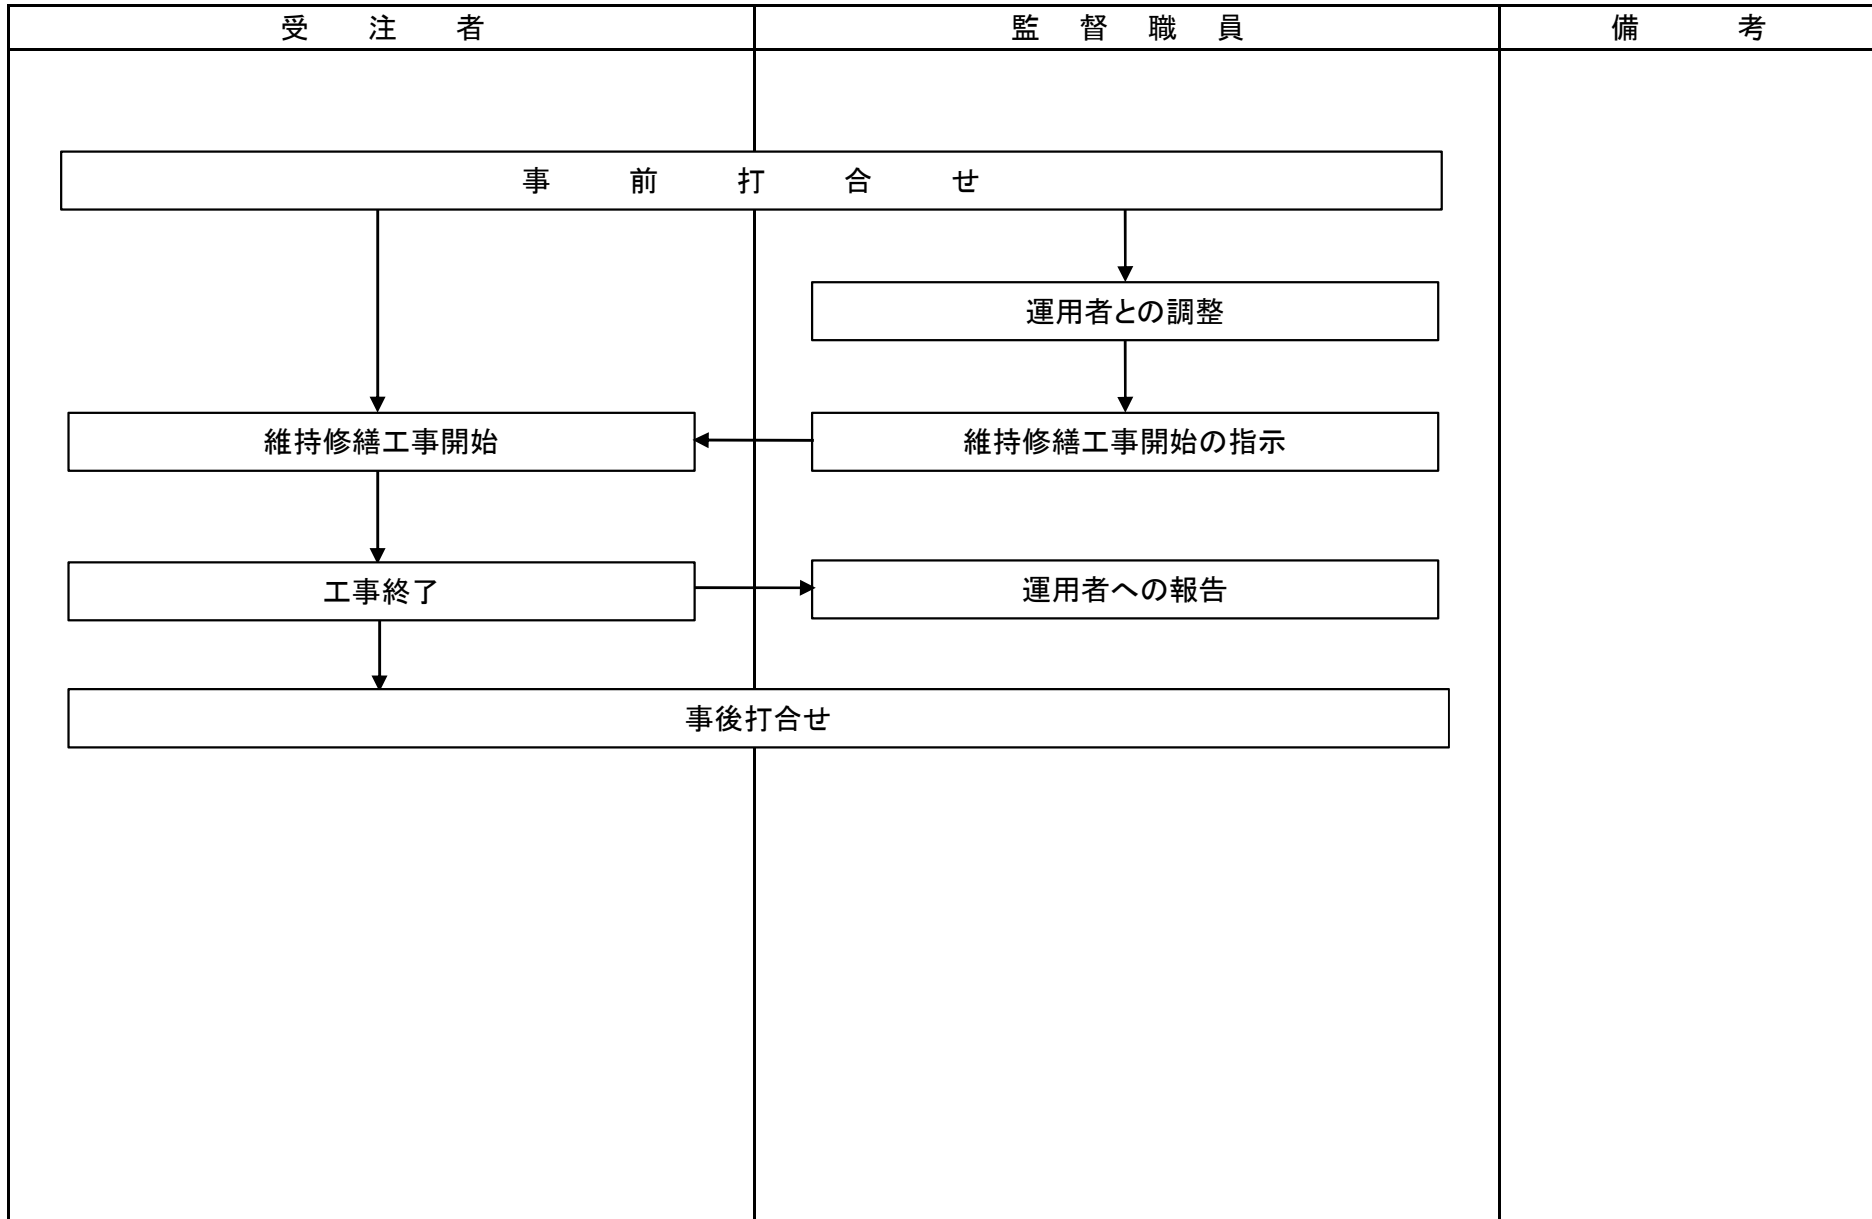 受　注　者
監　督　職　員
備　考
事　前　打　合　せ
運用者との調整
維持修繕工事開始
維持修繕工事開始の指示
工事終了
運用者への報告
事後打合せ